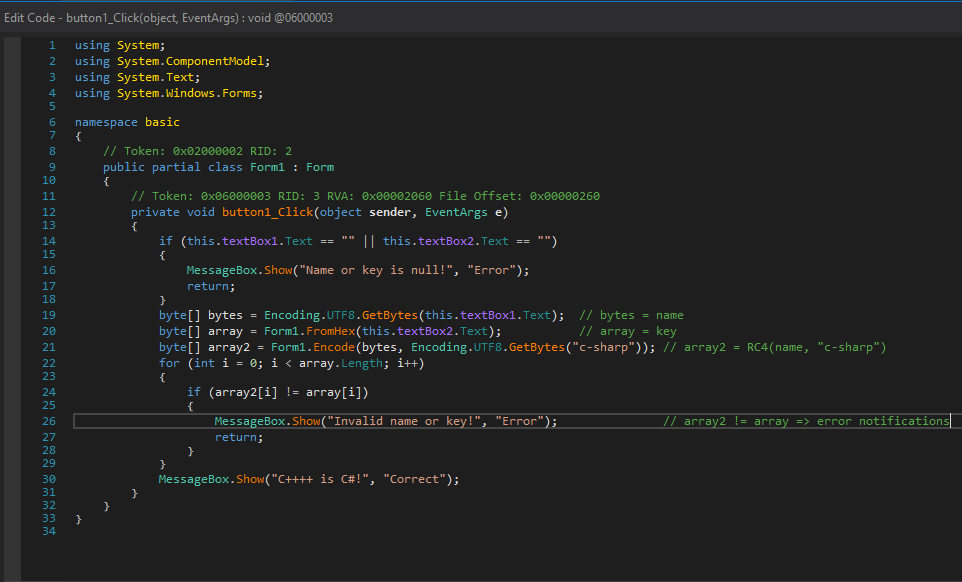 Edit Code - button1_Click(object, EventArgs) : void @06000003
1 using System;
2 using System.ComponentModel;
3 using System.Text;
4 using System.Windows.Forms;
5
6 namespace basic
7 {
8 // Token: 0x02000002 RID: 2
9 public partial class Form1 : Form
10 {
11 // Token: 0x06000003 RID: 3 RVA: 0x00002060 File Offset: 0x00000260
12 private void button1_Click(object sender, EventArgs e)
13 {
14 if (this.textBox1.Text == "" || this.textBox2.Text == "")
15 {
16 MessageBox.Show("Name or key is null!", "Error");
17 return;
18 }
19 byte[] bytes = Encoding.UTF8.GetBytes(this.textBox1.Text); // bytes = name
20 byte[] array = Form1.FromHex(this.textBox2.Text); // array = key
21 byte[] array2 = Form1.Encode(bytes, Encoding.UTF8.GetBytes("c-sharp")); // array2 = RC4(name, "c-sharp")
22 for (int i = 0; i < array.Length; i++)
23 {
24 if (array2[i] != array[i])
25 {
26 MessageBox.Show("Invalid name or key!", "Error"); // array2 != array => error notifications
27 return;
28 }
29 }
30 MessageBox.Show("C++++ is C#!", "Correct");
31 }
32 }
33 }
34